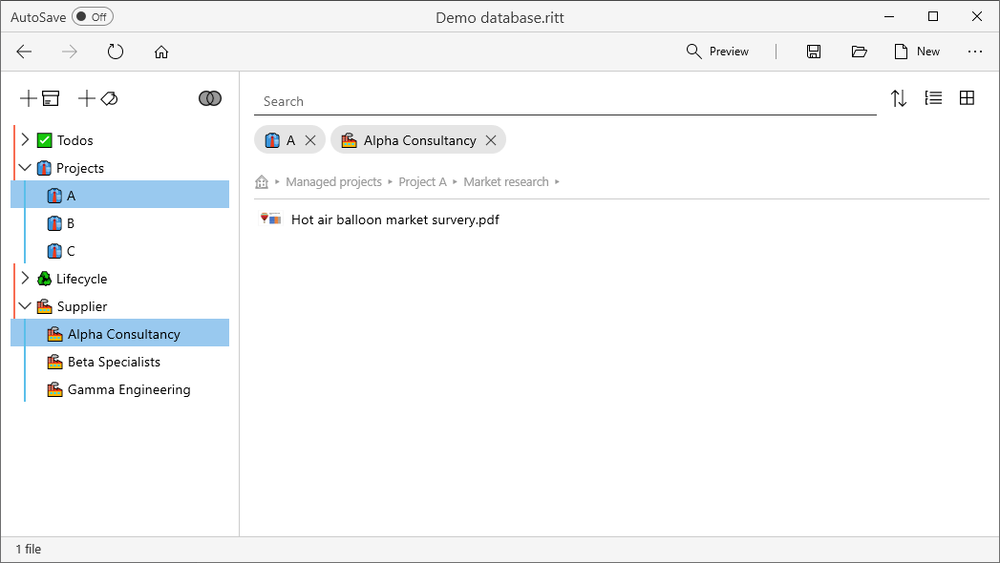 AutoSave Off Demo database.ritt
Preview New
Search
A Alpha Consultancy
Managed projects Project A Market research
Hot air balloon market survery.pdf
Todos
Projects
A
B
C
Lifecycle
Supplier
Alpha Consultancy
Beta Specialists
Gamma Engineering
1 file